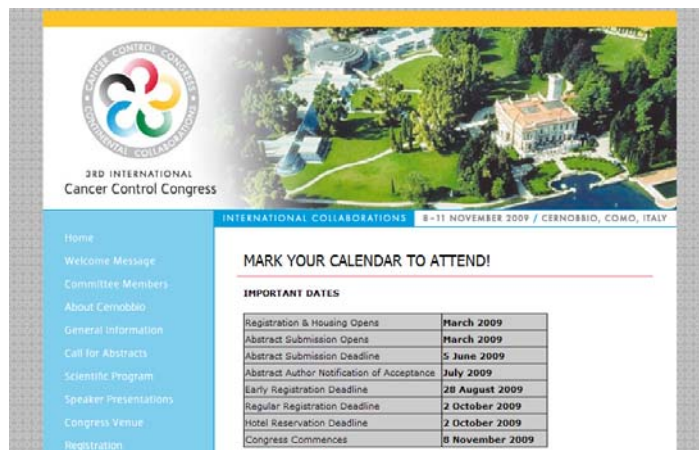 CANCER CONTROL CONGRESS
CONTINENTAL COLLABORATIONS
3RD INTERNATIONAL
Cancer Control Congress
INTERNATIONAL COLLABORATIONS 8-11 NOVEMBER 2009 / CERNOBBIO, COMO, ITALY
Home
Welcome Message
Committee Members
About Cernobbio
General Information
Call for Abstracts
Scientific Program
Speaker Presentations
Congress Venue
Registration
MARK YOUR CALENDAR TO ATTEND!
IMPORTANT DATES
Registration & Housing Opens March 2009
Abstract Submission Opens March 2009
Abstract Submission Deadline 5 June 2009
Abstract Author Notification of Acceptance July 2009
Early Registration Deadline 28 August 2009
Regular Registration Deadline 2 October 2009
Hotel Reservation Deadline 2 October 2009
Congress Commences 8 November 2009